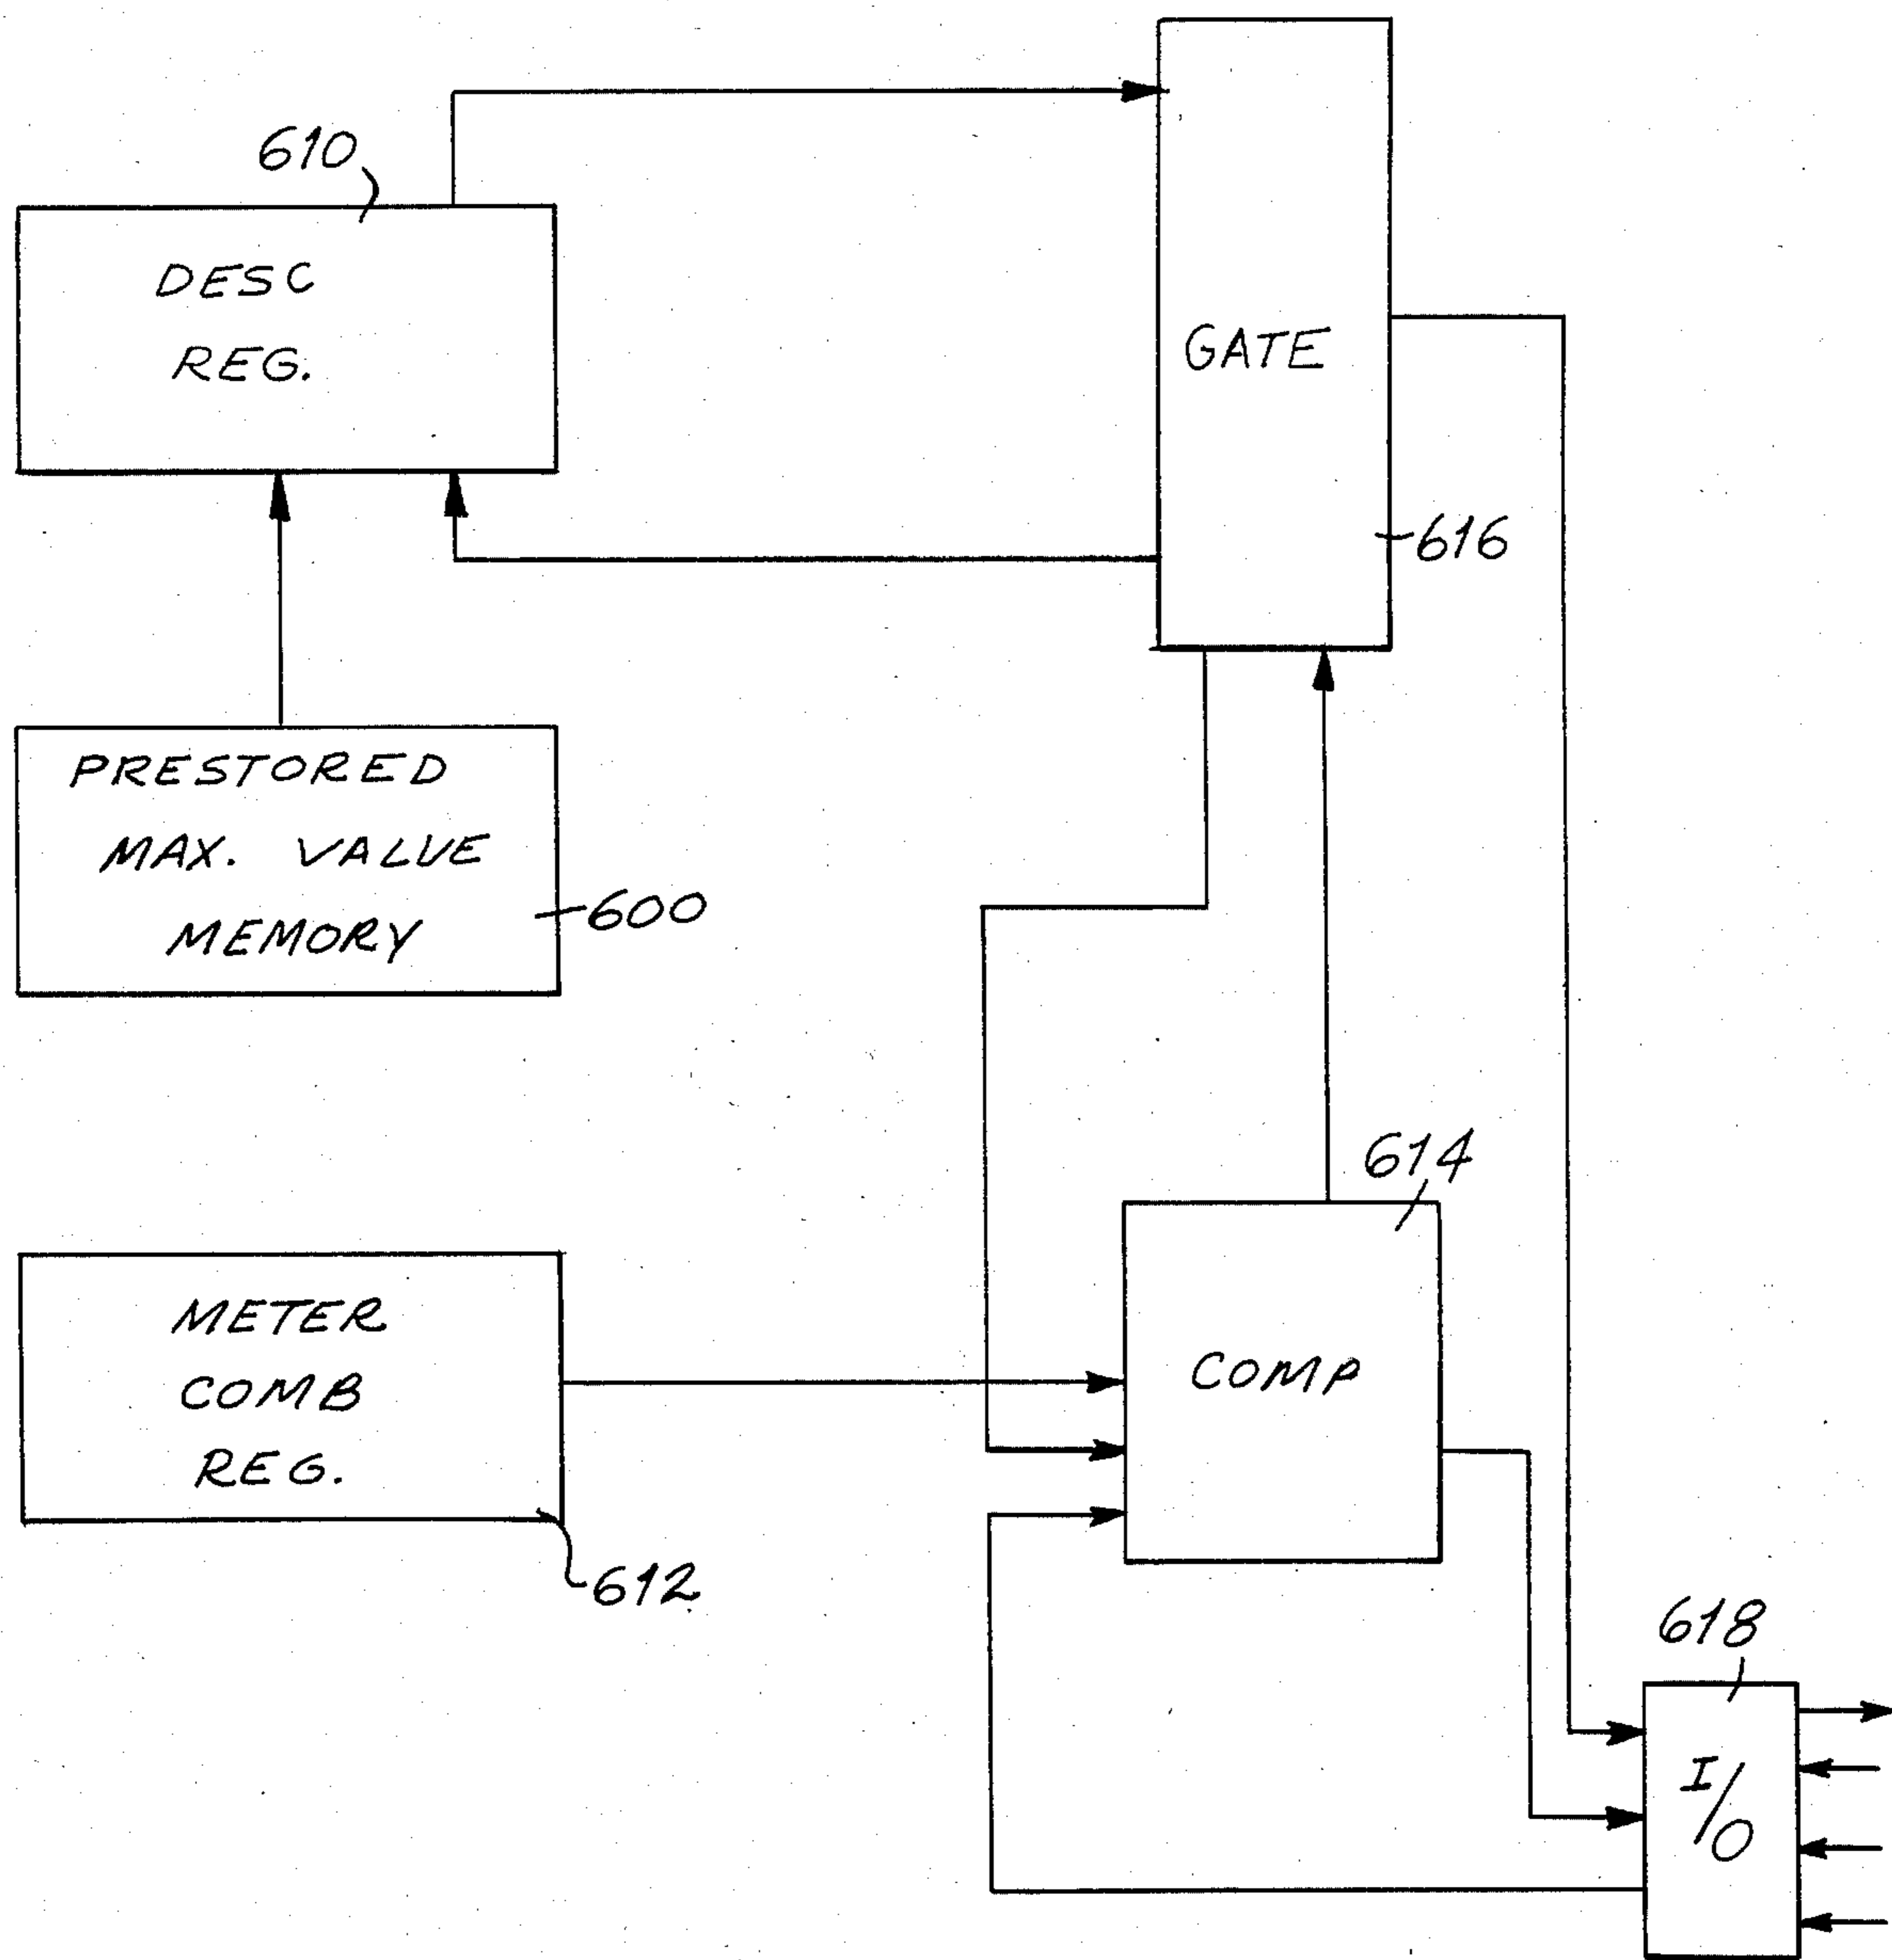 610
DESC
REG.
GATE
616
PRESTORED
MAX. VALUE
MEMORY
600
614
METER
COMB
REG.
COMP
612
618
I/O